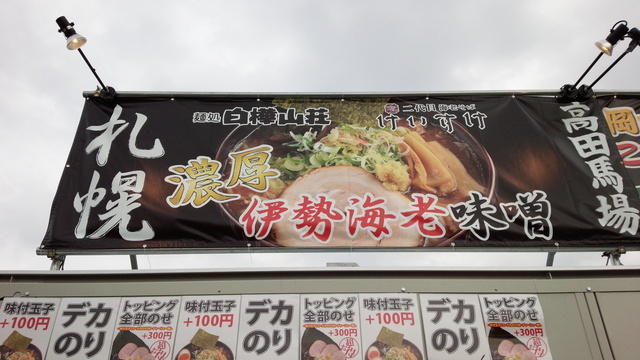 札幌
麺処 白樺山荘
二代目 海老そば けいすけ
濃厚
伊勢海老味噌
高田馬場
味付玉子
+100円
デカのり
トッピング
全部のせ
+300円
味付玉子
+100円
デカのり
トッピング
全部のせ
+300円
味付玉子
+100円
デカのり
トッピング
全部のせ
+300円